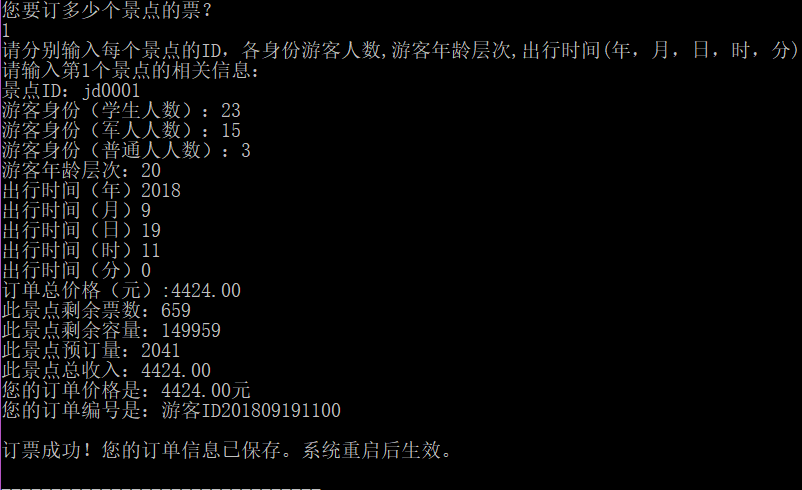 您要订多少个景点的票？
1
请分别输入每个景点的ID，各身份游客人数,游客年龄层次,出行时间(年，月，日，时，分)
请输入第1个景点的相关信息：
景点ID：jd0001
游客身份（学生人数）：23
游客身份（军人人数）：15
游客身份（普通人人数）：3
游客年龄层次：20
出行时间（年）2018
出行时间（月）9
出行时间（日）19
出行时间（时）11
出行时间（分）0
订单总价格（元）:4424.00
此景点剩余票数：659
此景点剩余容量：149959
此景点预订量：2041
此景点总收入：4424.00
您的订单价格是：4424.00元
您的订单编号是：游客ID201809191100
订票成功！您的订单信息已保存。系统重启后生效。
--------------------------------